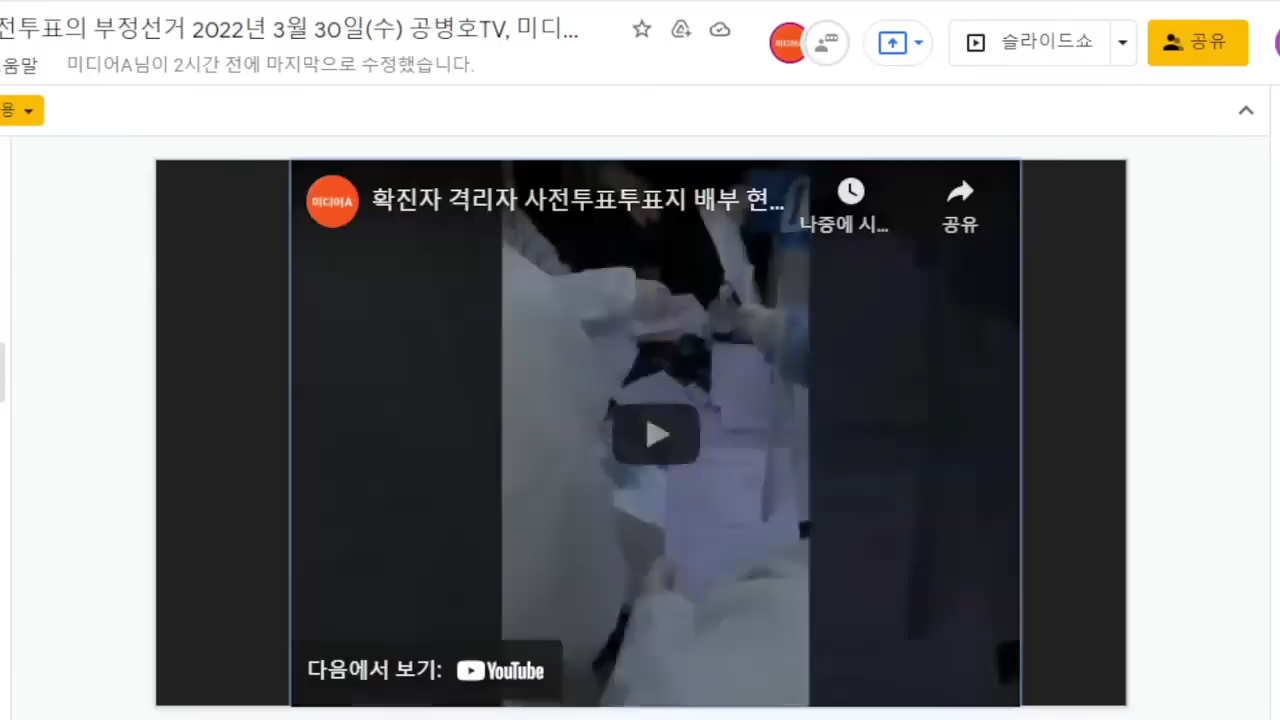 전투표의 부정선거 2022년 3월 30일(수) 공병호TV, 미디...
움말 미디어A님이 2시간 전에 마지막으로 수정했습니다.
슬라이드쇼
공유
용
미디어A
확진자 격리자 사전투표투표지 배부 현...
나중에 시...
공유
다음에서 보기: YouTube